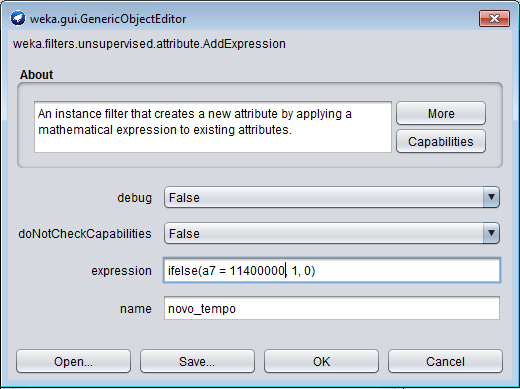 weka.gui.GenericObjectEditor
weka.filters.unsupervised.attribute.AddExpression
About
An instance filter that creates a new attribute by applying a
mathematical expression to existing attributes.
More
Capabilities
debug False
doNotCheckCapabilities False
expression ifelse(a7 = 11400000, 1, 0)
name novo_tempo
Open... Save... OK Cancel